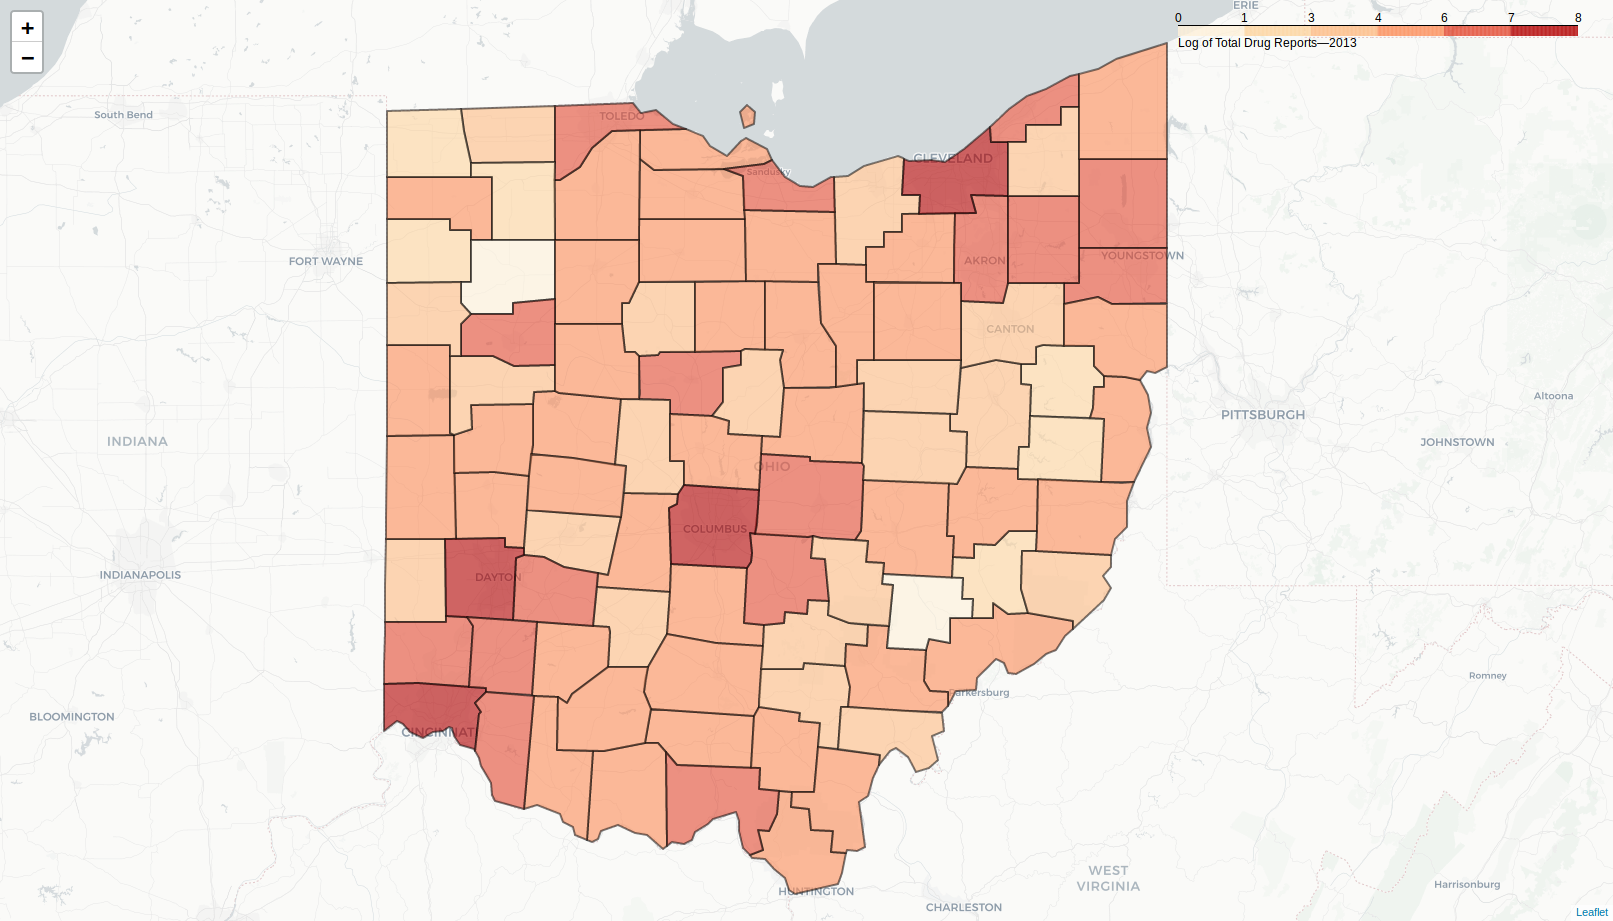 +
−
ERIE
0 1 3 4 6 7 8
Log of Total Drug Reports—2013
South Bend
TOLEDO
CLEVELAND
Sandusky
FORT WAYNE
AKRON
YOUNGSTOWN
CANTON
Altoona
PITTSBURGH
INDIANA
JOHNSTOWN
OHIO
COLUMBUS
INDIANAPOLIS
DAYTON
Romney
arkersburg
BLOOMINGTON
CINCINNAT
WEST
VIRGINIA
Harrisonburg
HUNTINGTON
CHARLESTON
Leaflet